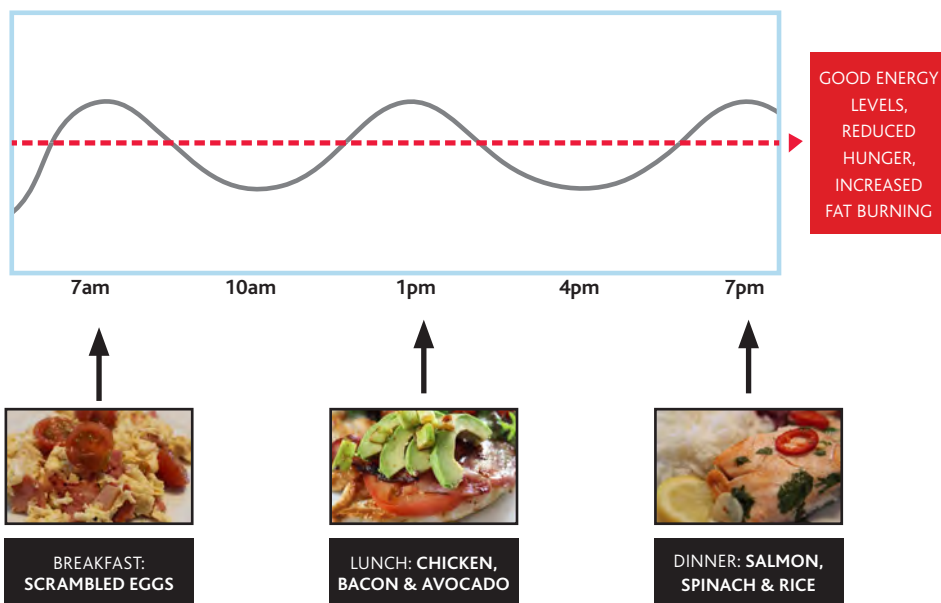 GOOD ENERGY
LEVELS,
REDUCED
HUNGER,
INCREASED
FAT BURNING
7am 10am 1pm 4pm 7pm
BREAKFAST:
SCRAMBLED EGGS
LUNCH: CHICKEN,
BACON & AVOCADO
DINNER: SALMON,
SPINACH & RICE